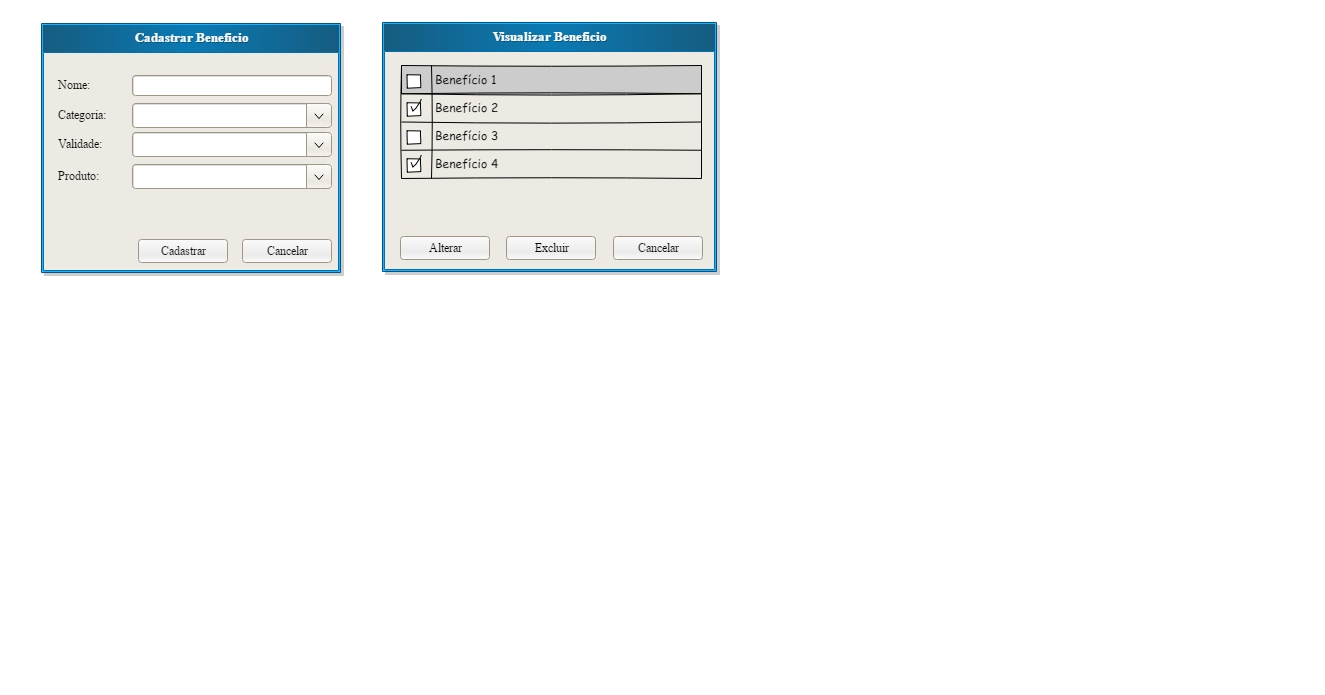 Cadastrar Beneficio
Nome:
Categoria:
Validade:
Produto:
Cadastrar
Cancelar
Visualizar Beneficio
Benefício 1
Benefício 2
Benefício 3
Benefício 4
Alterar
Excluir
Cancelar